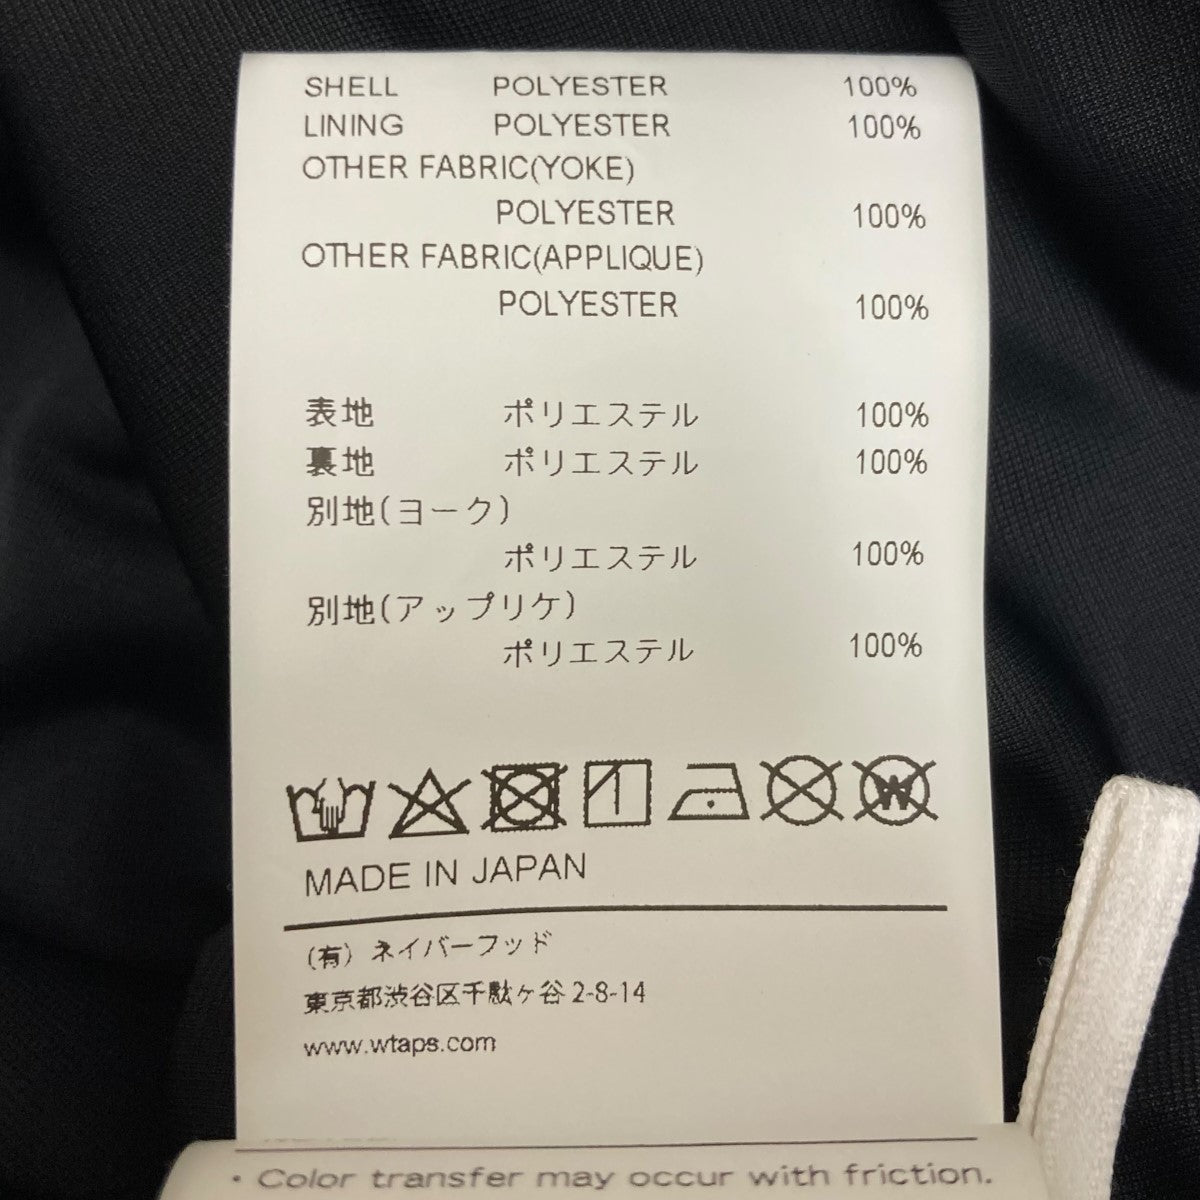 SHELL POLYESTER 100%
LINING POLYESTER 100%
OTHER FABRIC(YOKE)
POLYESTER 100%
OTHER FABRIC(APPLIQUE)
POLYESTER 100%
表地 ポリエステル 100%
裏地 ポリエステル 100%
別地(ヨーク)
ポリエステル 100%
別地(アップリケ)
ポリエステル 100%
W
MADE IN JAPAN
(有) ネイバーフッド
東京都渋谷区千駄ヶ谷 2-8-14
www.wtaps.com
・Color transfer may occur with friction.